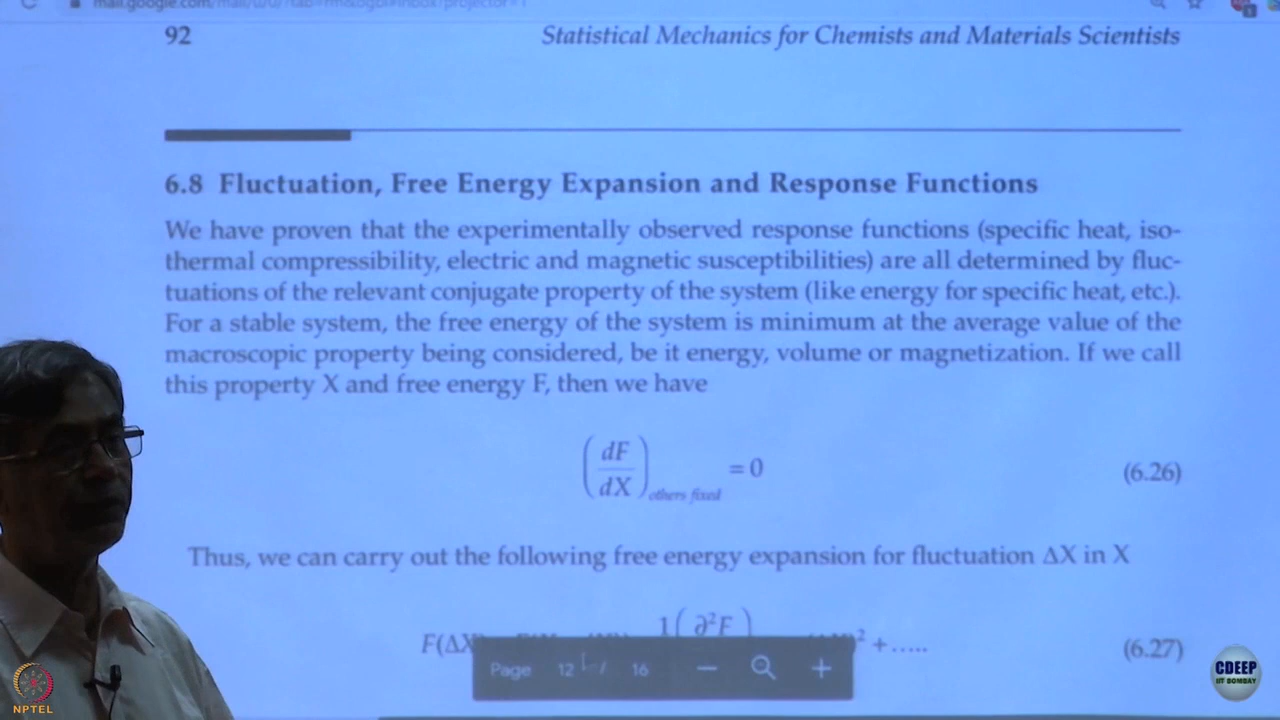 92 Statistical Mechanics for Chemists and Materials Scientists
6.8 Fluctuation, Free Energy Expansion and Response Functions
We have proven that the experimentally observed response functions (specific heat, iso-
thermal compressibility, electric and magnetic susceptibilities) are all determined by fluc-
tuations of the relevant conjugate property of the system (like energy for specific heat, etc.).
For a stable system, the free energy of the system is minimum at the average value of the
macroscopic property being considered, be it energy, volume or magnetization. If we call
this property X and free energy F, then we have
(dF/dX)others fixed = 0 (6.26)
Thus, we can carry out the following free energy expansion for fluctuation ΔX in X
F(ΔX 1 ( ∂²F ) ² + ..... (6.27)
Page 12 / 16
NPTEL
CDEEP
IIT BOMBAY